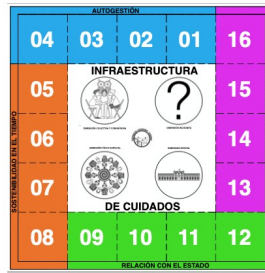 AUTOGESTIÓN
04 03 02 01 16
INFRAESTRUCTURA
05 15
?
SOSTENIBILIDAD EN EL TIEMPO
06 14
07 13
DE CUIDADOS
08 09 10 11 12
RELACIÓN CON EL ESTADO